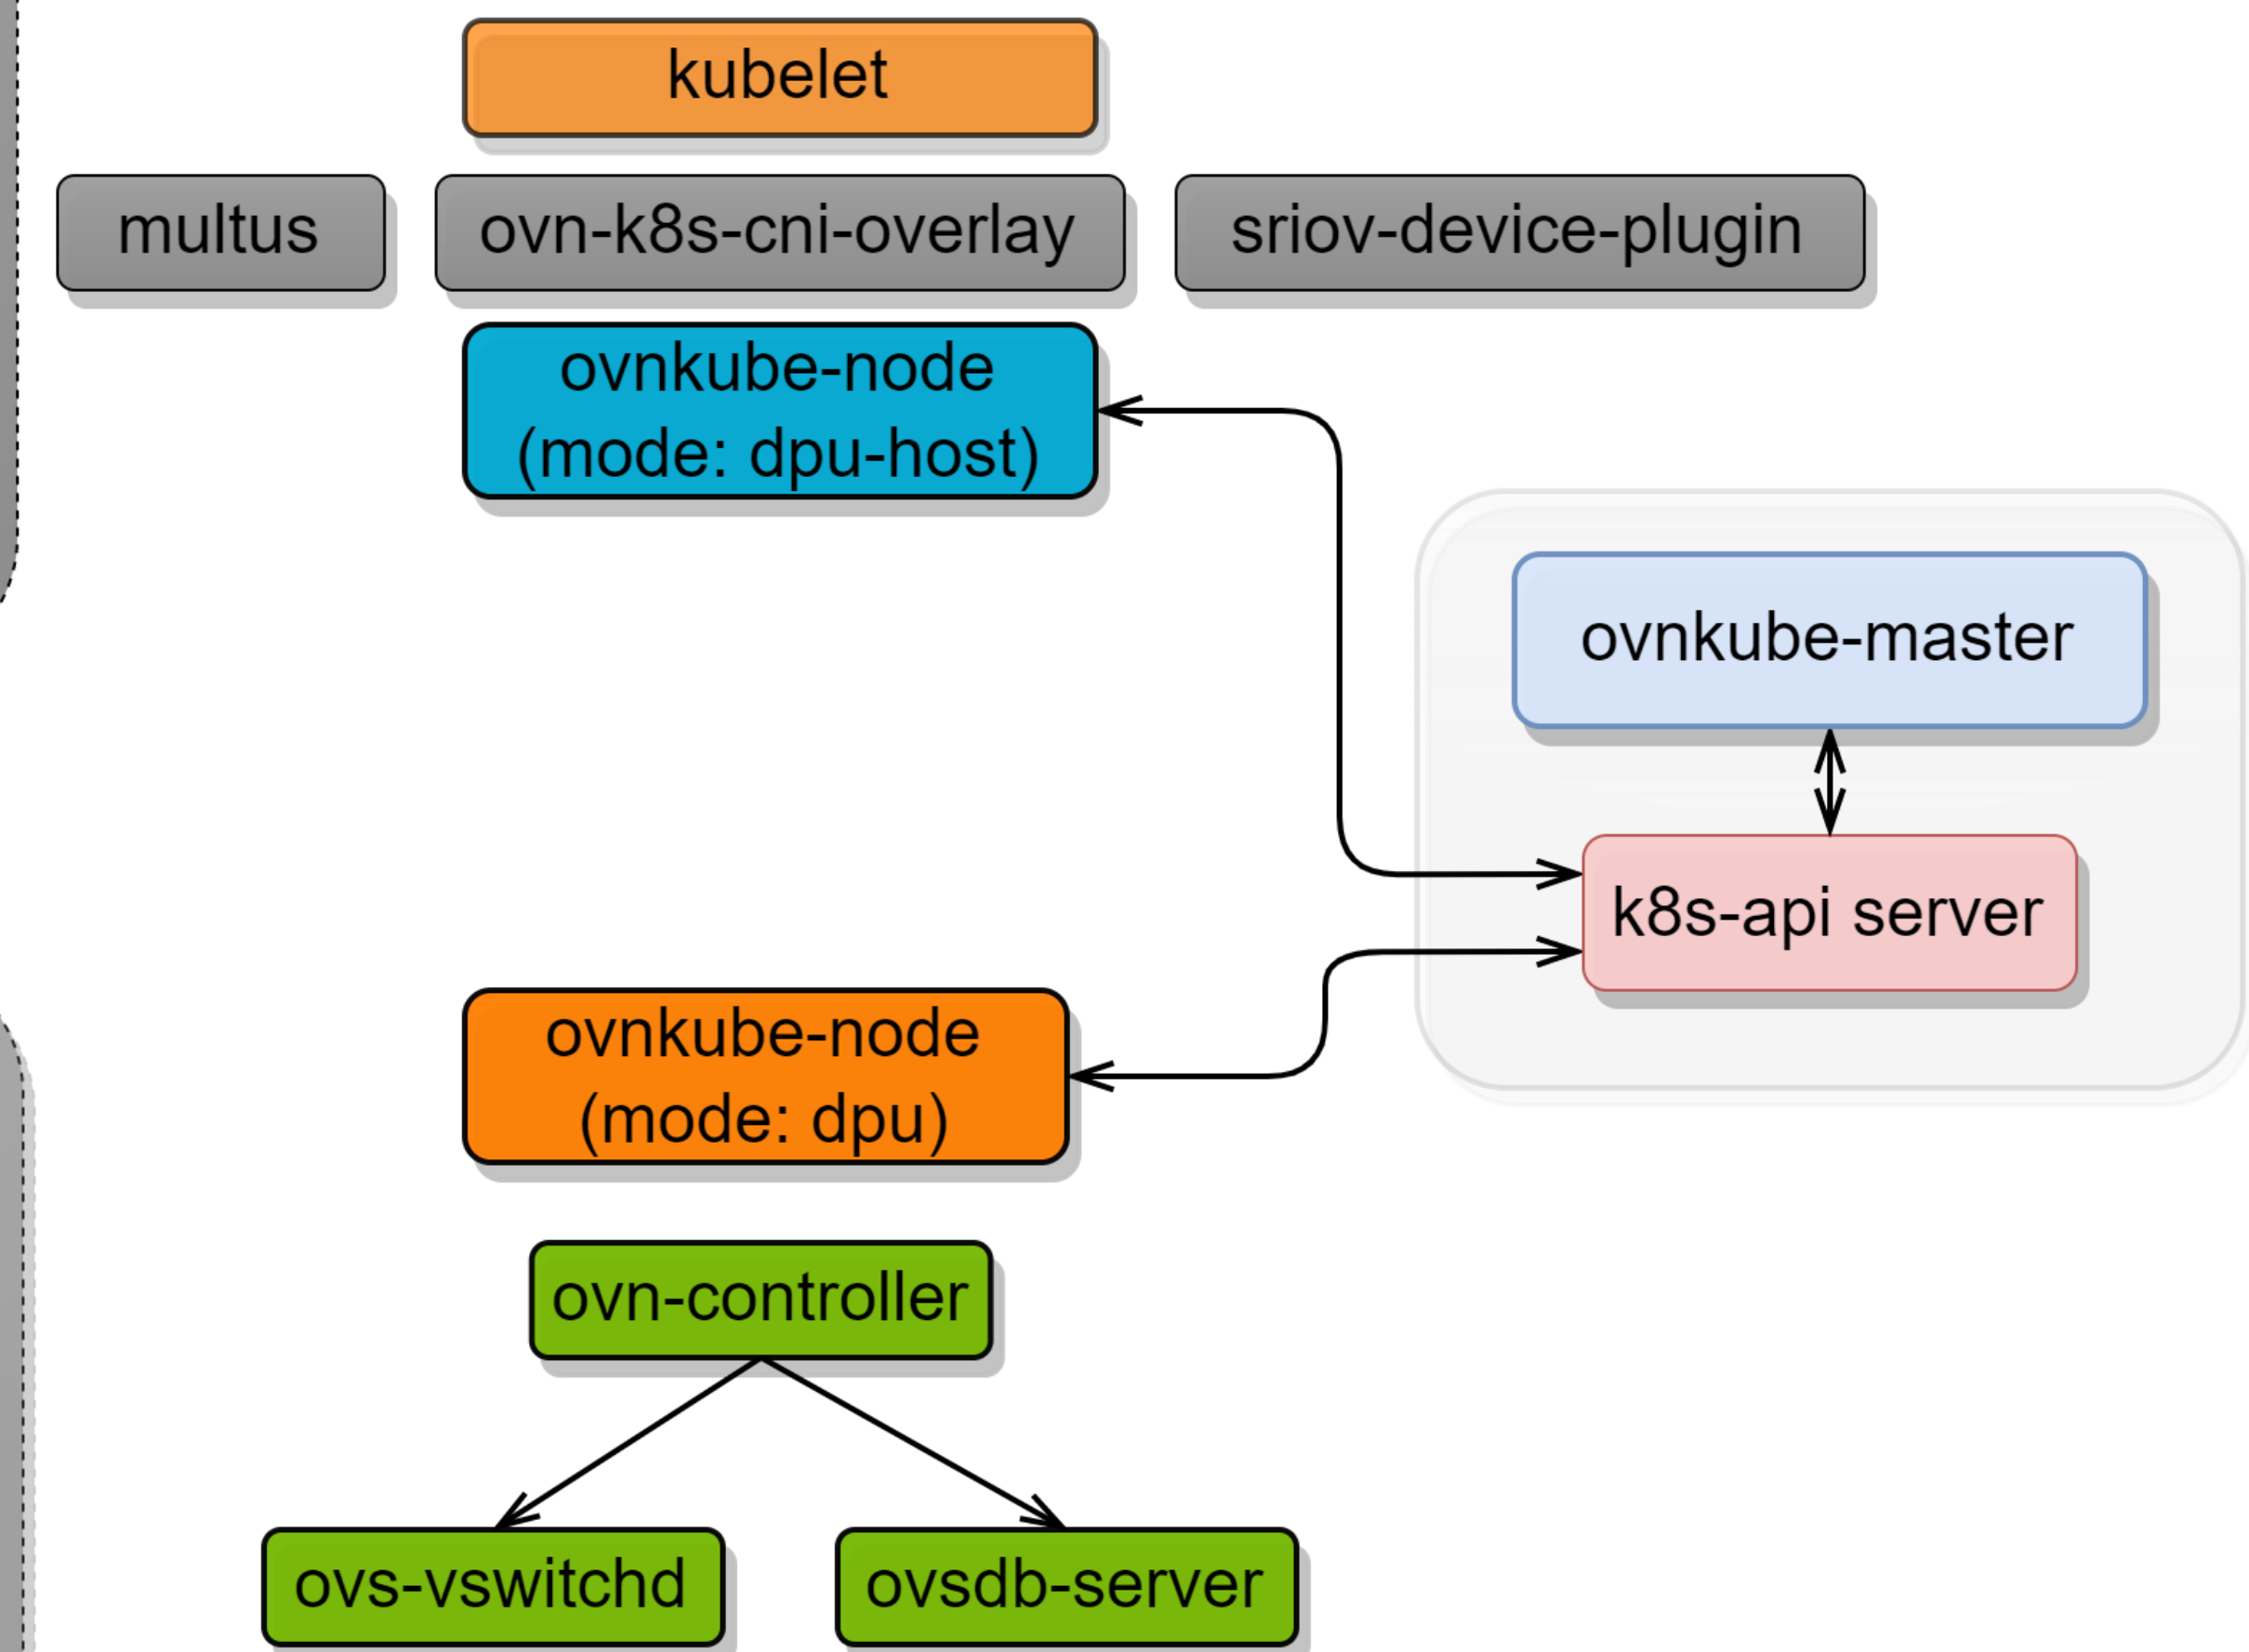 kubelet
multus
ovn-k8s-cni-overlay
sriov-device-plugin
ovnkube-node
(mode: dpu-host)
ovnkube-master
k8s-api server
ovnkube-node
(mode: dpu)
ovn-controller
ovs-vswitchd
ovsdb-server